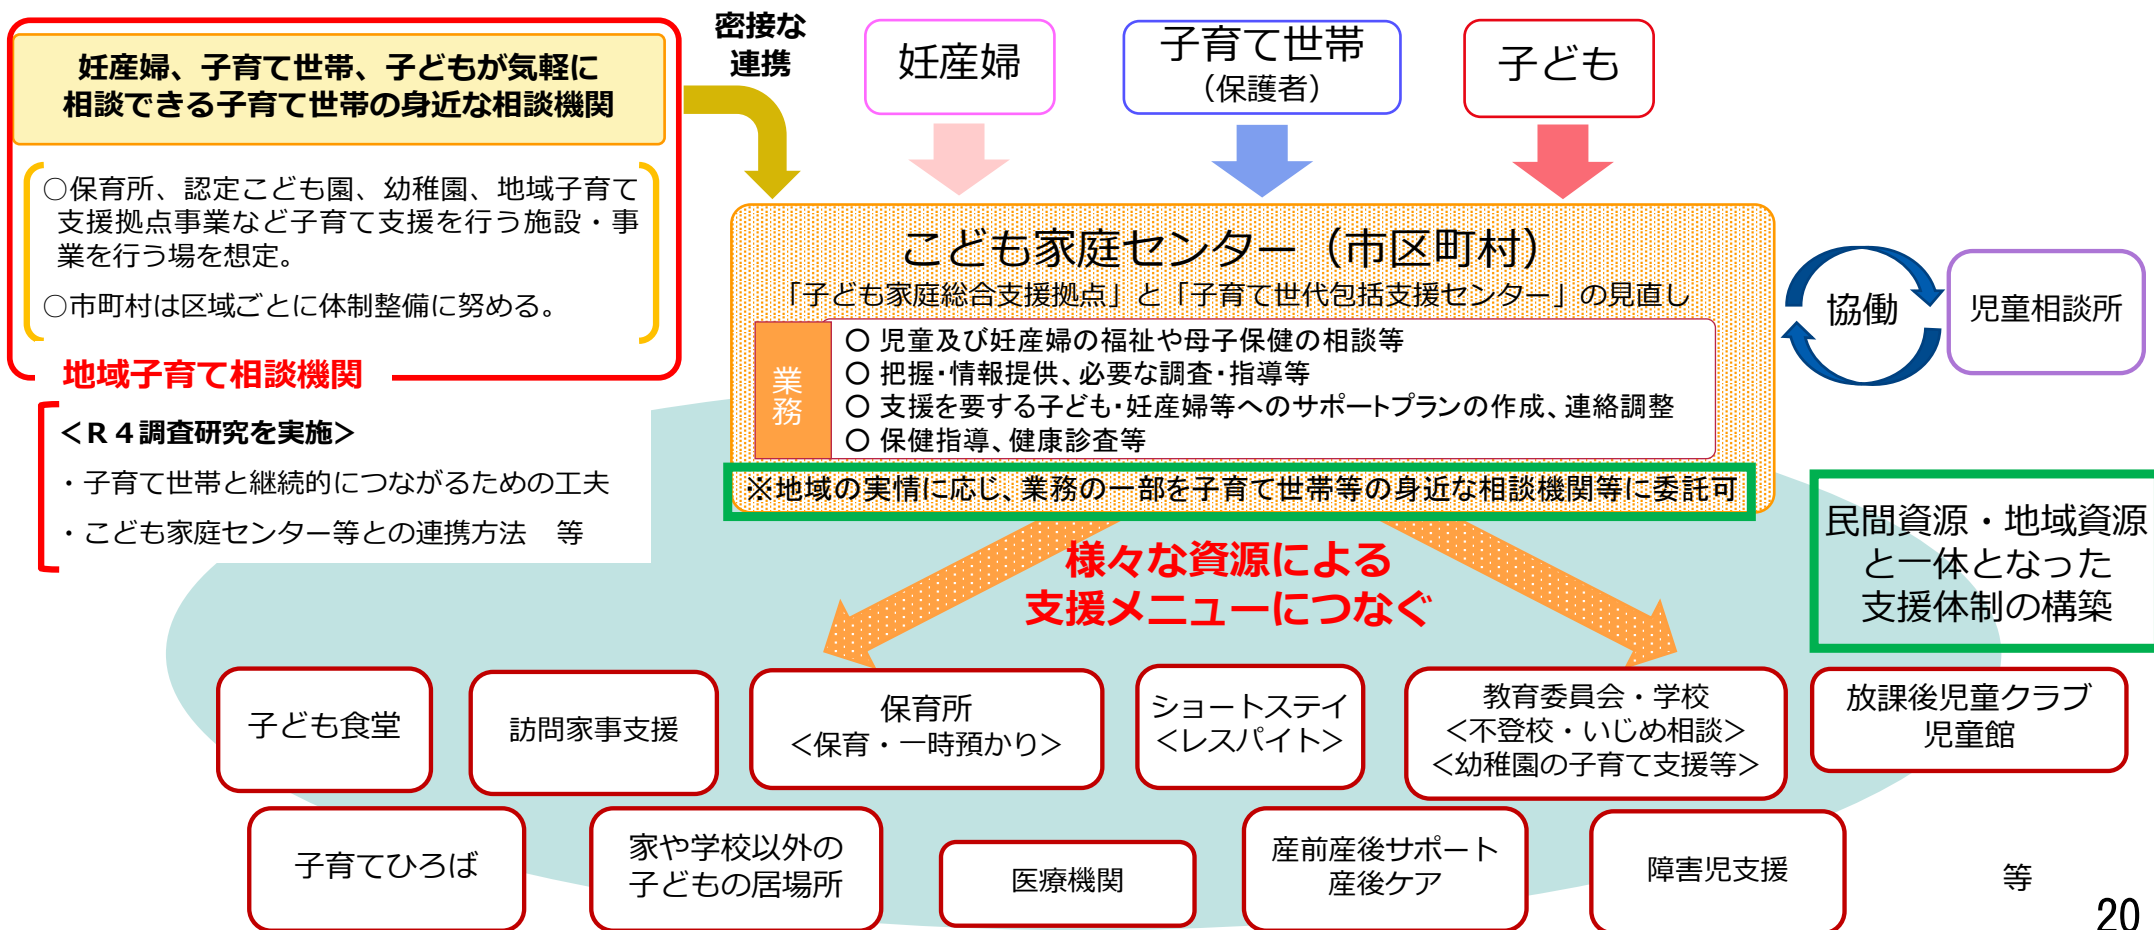 妊産婦、子育て世帯、子どもが気軽に
相談できる子育て世帯の身近な相談機関
○保育所、認定こども園、幼稚園、地域子育て
支援拠点事業など子育て支援を行う施設・事
業を行う場を想定。
○市町村は区域ごとに体制整備に努める。
地域子育て相談機関
＜R４調査研究を実施＞
・子育て世帯と継続的につながるための工夫
・こども家庭センター等との連携方法　等
密接な
連携
妊産婦
子育て世帯
（保護者）
子ども
こども家庭センター（市区町村）
「子ども家庭総合支援拠点」と「子育て世代包括支援センター」の見直し
業務
○ 児童及び妊産婦の福祉や母子保健の相談等
○ 把握・情報提供、必要な調査・指導等
○ 支援を要する子ども・妊産婦等へのサポートプランの作成、連絡調整
○ 保健指導、健康診査等
※地域の実情に応じ、業務の一部を子育て世帯等の身近な相談機関等に委託可
協働
児童相談所
様々な資源による
支援メニューにつなぐ
民間資源・地域資源
と一体となった
支援体制の構築
子ども食堂
訪問家事支援
保育所
＜保育・一時預かり＞
ショートステイ
＜レスパイト＞
教育委員会・学校
＜不登校・いじめ相談＞
＜幼稚園の子育て支援等＞
放課後児童クラブ
児童館
子育てひろば
家や学校以外の
子どもの居場所
医療機関
産前産後サポート
産後ケア
障害児支援
等
20